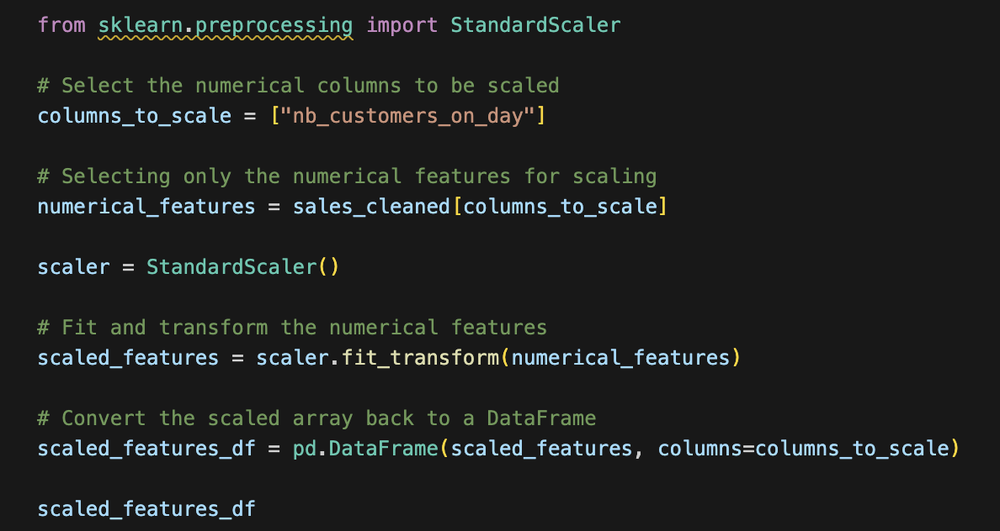 from sklearn.preprocessing import StandardScaler
# Select the numerical columns to be scaled
columns_to_scale = ["nb_customers_on_day"]
# Selecting only the numerical features for scaling
numerical_features = sales_cleaned[columns_to_scale]
scaler = StandardScaler()
# Fit and transform the numerical features
scaled_features = scaler.fit_transform(numerical_features)
# Convert the scaled array back to a DataFrame
scaled_features_df = pd.DataFrame(scaled_features, columns=columns_to_scale)
scaled_features_df